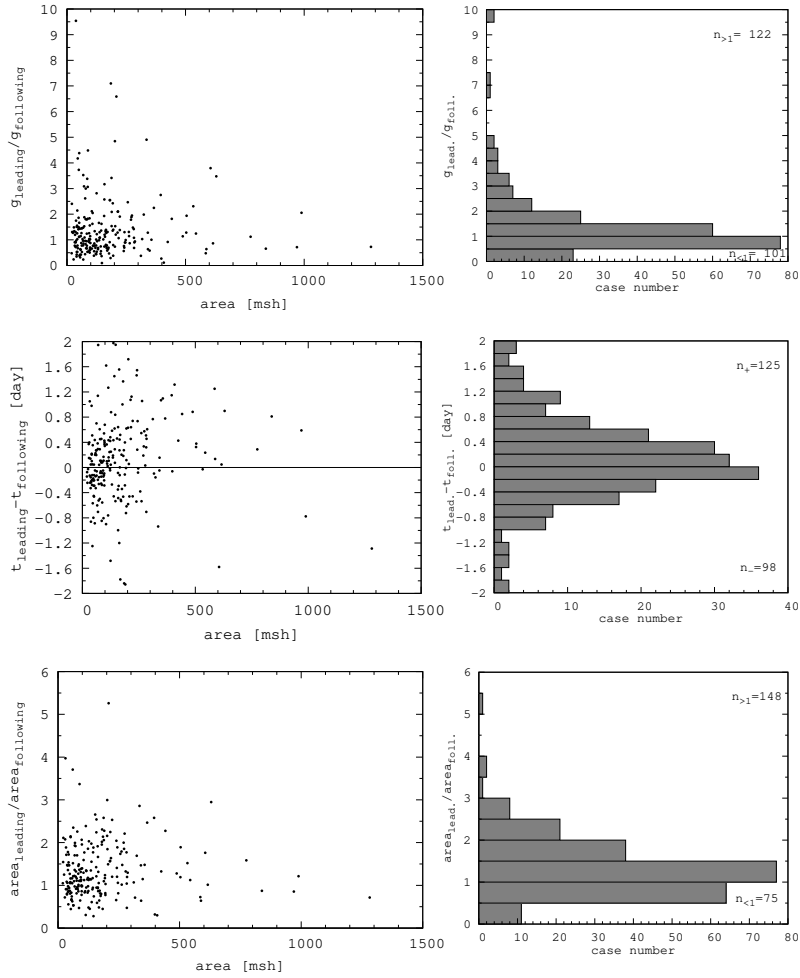 10
9
8
7
6
5
4
3
2
1
0
g_leading/g_following
0 500 1000 1500
area [msh]
10
9
8
7
6
5
4
3
2
1
0
g_lead./g_foll.
n_>1= 122
n_<1= 101
0 10 20 30 40 50 60 70 80
case number
2
1.6
1.2
0.8
0.4
0
−0.4
−0.8
−1.2
−1.6
−2
t_leading−t_following [day]
0 500 1000 1500
area [msh]
2
1.6
1.2
0.8
0.4
0
−0.4
−0.8
−1.2
−1.6
−2
t_lead.−t_foll. [day]
n_+=125
n_−=98
0 10 20 30 40
case number
6
5
4
3
2
1
0
area_leading/area_following
0 500 1000 1500
area [msh]
6
5
4
3
2
1
0
area_lead./area_foll.
n_>1=148
n_<1=75
0 10 20 30 40 50 60 70 80
case number